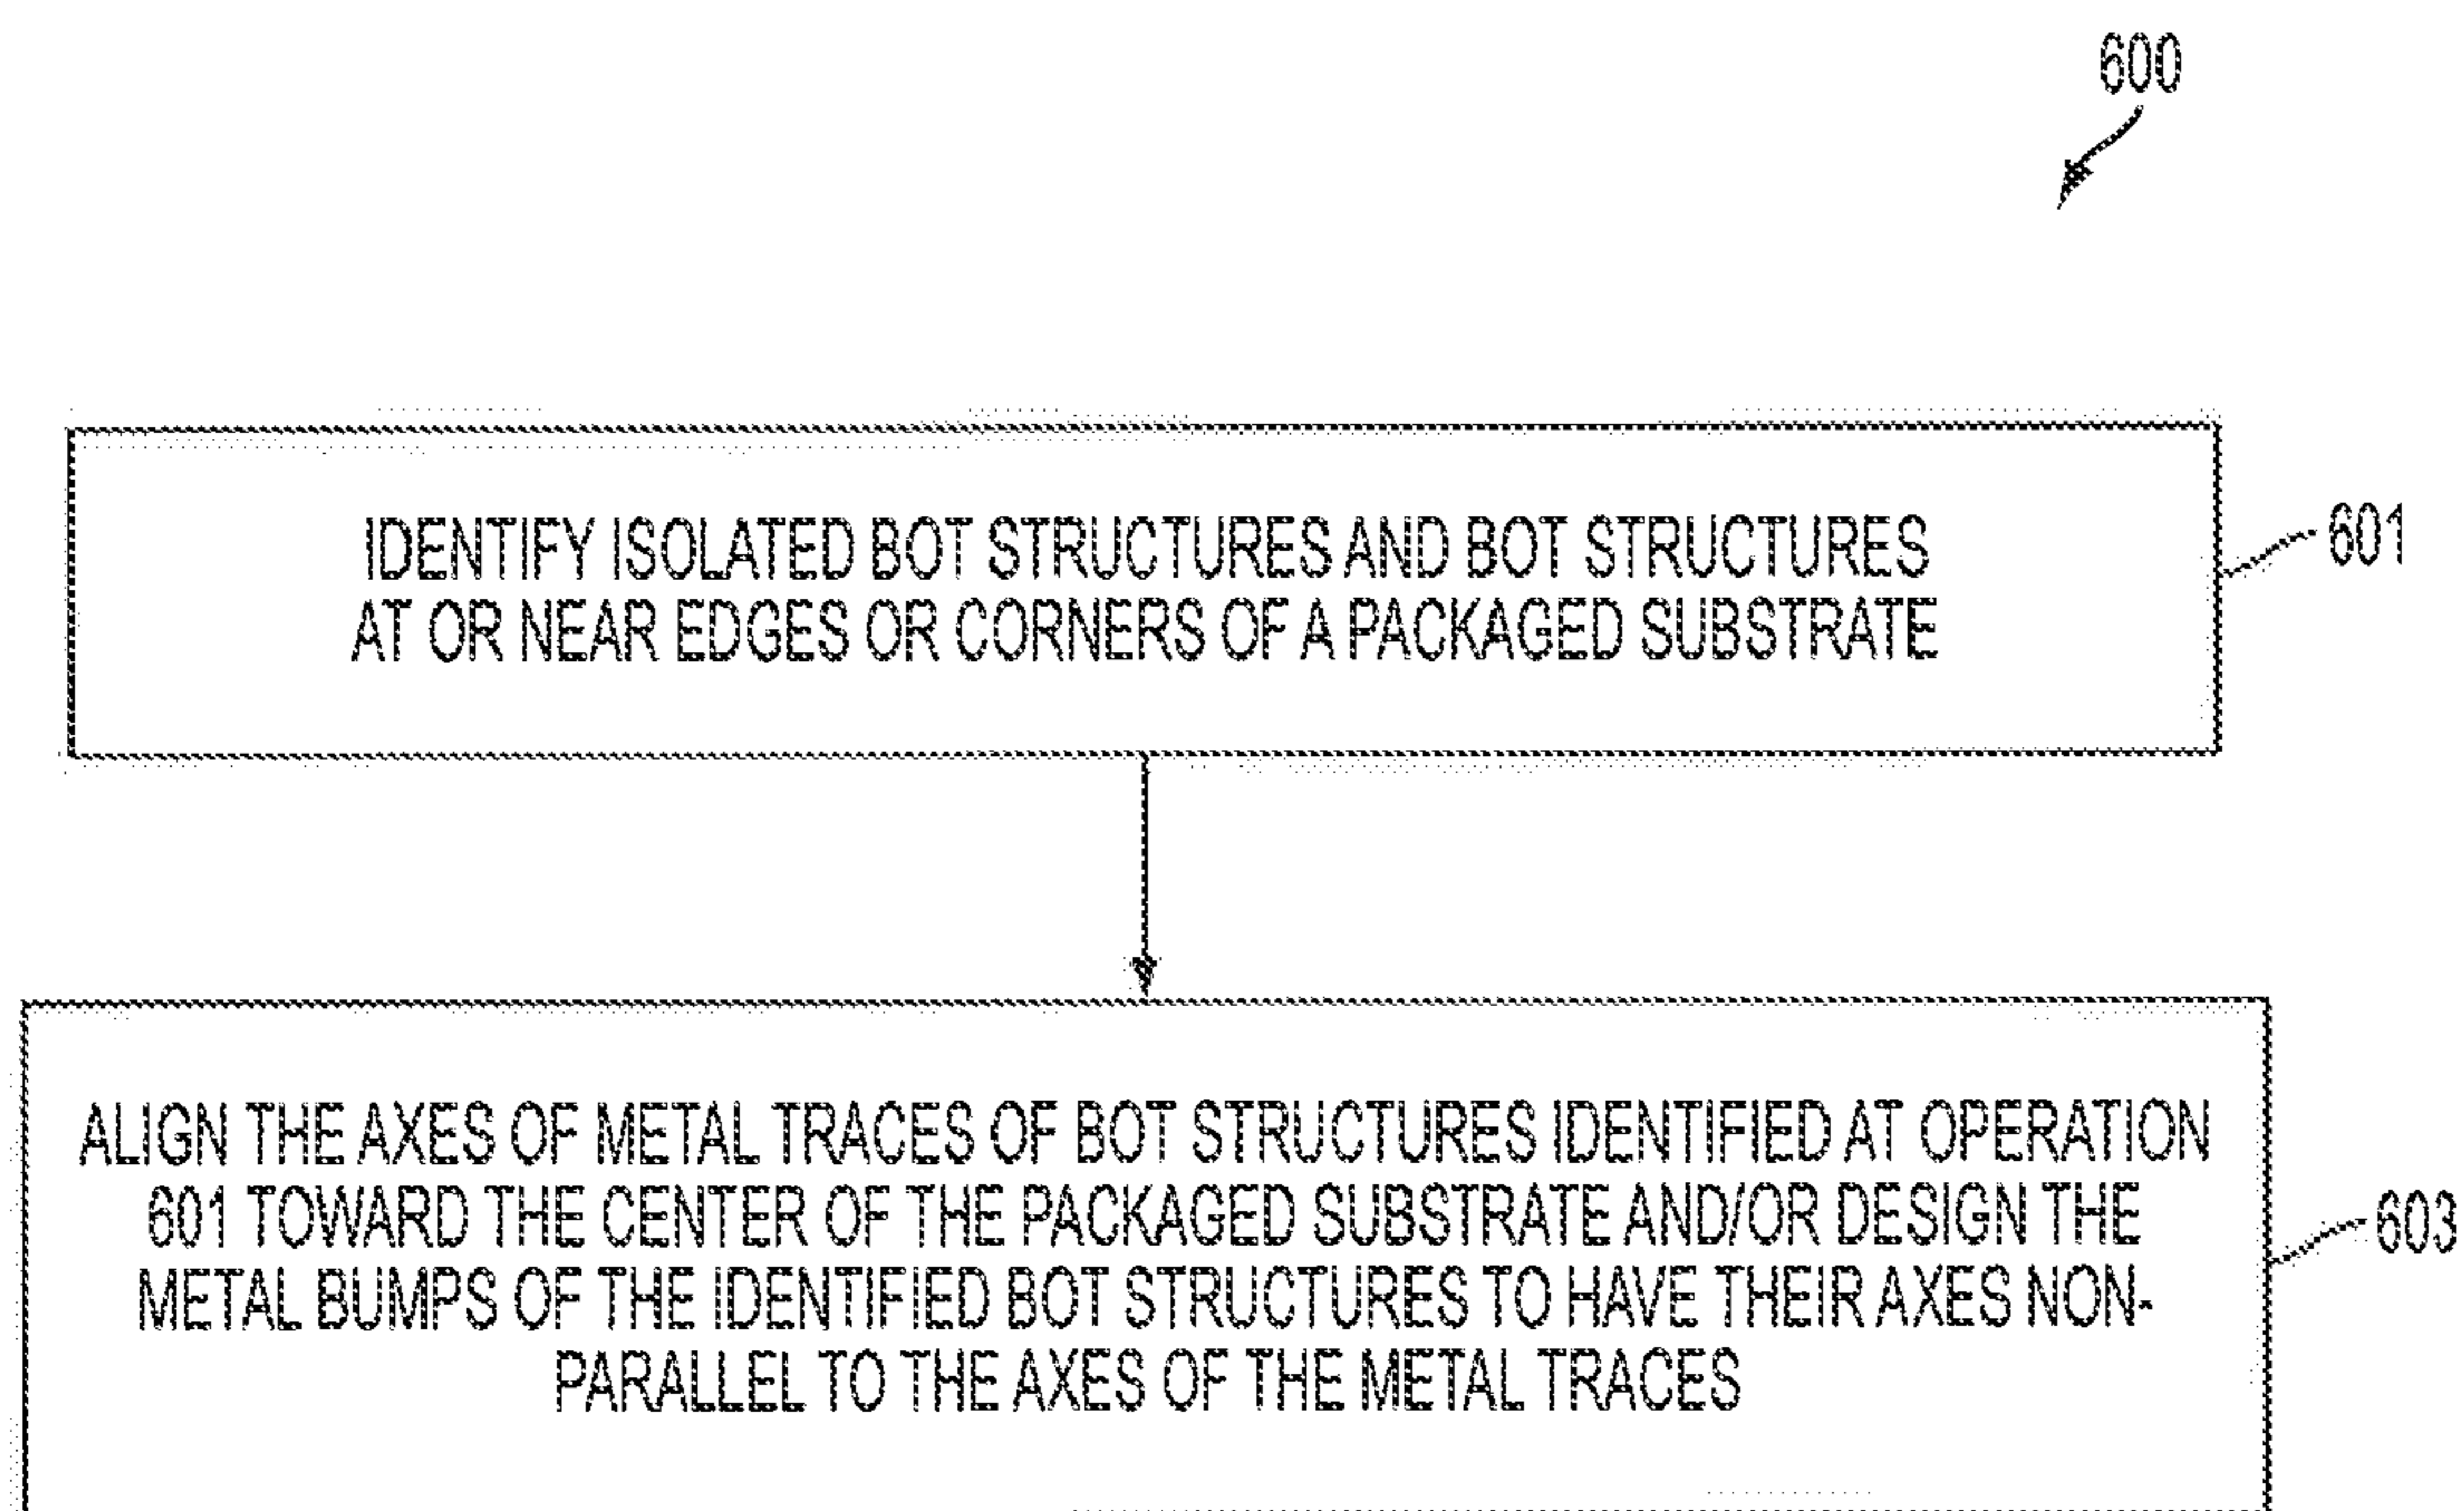 600
IDENTIFY ISOLATED BOT STRUCTURES AND BOT STRUCTURES
AT OR NEAR EDGES OR CORNERS OF A PACKAGED SUBSTRATE
601
ALIGN THE AXES OF METAL TRACES OF BOT STRUCTURES IDENTIFIED AT OPERATION
601 TOWARD THE CENTER OF THE PACKAGED SUBSTRATE AND/OR DESIGN THE
METAL BUMPS OF THE IDENTIFIED BOT STRUCTURES TO HAVE THEIR AXES NON-
PARALLEL TO THE AXES OF THE METAL TRACES
603